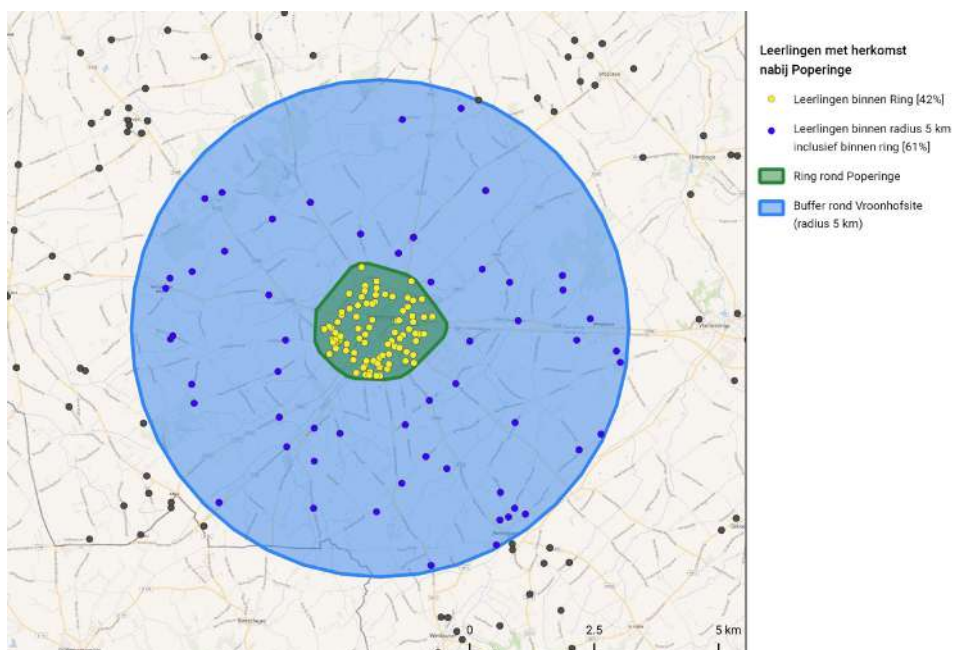 Leerlingen met herkomst
nabij Poperinge
Leerlingen binnen Ring [42%]
Leerlingen binnen radius 5 km
inclusief binnen ring [61%]
Ring rond Poperinge
Buffer rond Vroonhofsite
(radius 5 km)
0
2.5
5 km